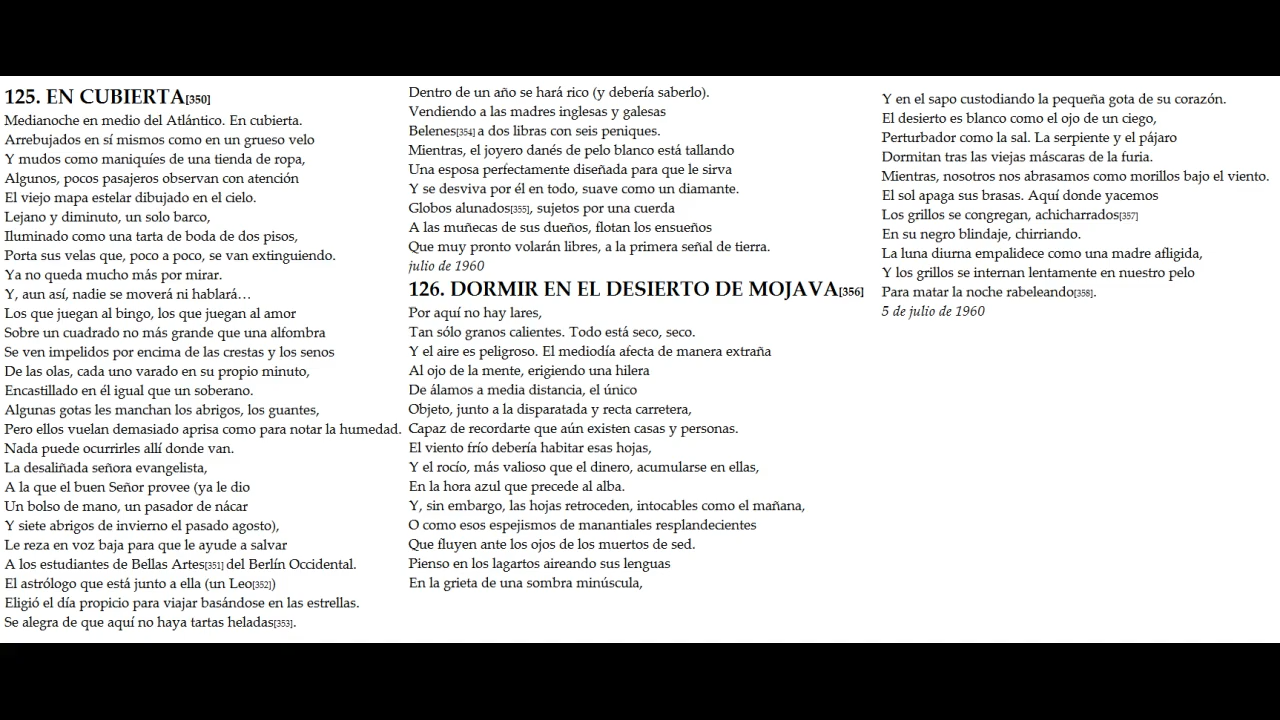 125. EN CUBIERTA[350]
Medianoche en medio del Atlántico. En cubierta.
Arrebujados en sí mismos como en un grueso velo
Y mudos como maniquíes de una tienda de ropa,
Algunos, pocos pasajeros observan con atención
El viejo mapa estelar dibujado en el cielo.
Lejano y diminuto, un solo barco,
Iluminado como una tarta de boda de dos pisos,
Porta sus velas que, poco a poco, se van extinguiendo.
Ya no queda mucho más por mirar.
Y, aun así, nadie se moverá ni hablará…
Los que juegan al bingo, los que juegan al amor
Sobre un cuadrado no más grande que una alfombra
Se ven impelidos por encima de las crestas y los senos
De las olas, cada uno varado en su propio minuto,
Encastillado en él igual que un soberano.
Algunas gotas les manchan los abrigos, los guantes,
Pero ellos vuelan demasiado aprisa como para notar la humedad.
Nada puede ocurrirles allí donde van.
La desaliñada señora evangelista,
A la que el buen Señor provee (ya le dio
Un bolso de mano, un pasador de nácar
Y siete abrigos de invierno el pasado agosto),
Le reza en voz baja para que le ayude a salvar
A los estudiantes de Bellas Artes[351] del Berlín Occidental.
El astrólogo que está junto a ella (un Leo[352])
Eligió el día propicio para viajar basándose en las estrellas.
Se alegra de que aquí no haya tartas heladas[353].
Dentro de un año se hará rico (y debería saberlo).
Vendiendo a las madres inglesas y galesas
Belenes[354] a dos libras con seis peniques.
Mientras, el joyero danés de pelo blanco está tallando
Una esposa perfectamente diseñada para que le sirva
Y se desviva por él en todo, suave como un diamante.
Globos alunados[355], sujetos por una cuerda
A las muñecas de sus dueños, flotan los ensueños
Que muy pronto volarán libres, a la primera señal de tierra.
julio de 1960
126. DORMIR EN EL DESIERTO DE MOJAVA[356]
Por aquí no hay lares,
Tan sólo granos calientes. Todo está seco, seco.
Y el aire es peligroso. El mediodía afecta de manera extraña
Al ojo de la mente, erigiendo una hilera
De álamos a media distancia, el único
Objeto, junto a la disparatada y recta carretera,
Capaz de recordarte que aún existen casas y personas.
El viento frío debería habitar esas hojas,
Y el rocío, más valioso que el dinero, acumularse en ellas,
En la hora azul que precede al alba.
Y, sin embargo, las hojas retroceden, intocables como el mañana,
O como esos espejismos de manantiales resplandecientes
Que fluyen ante los ojos de los muertos de sed.
Pienso en los lagartos aireando sus lenguas
En la grieta de una sombra minúscula,
Y en el sapo custodiando la pequeña gota de su corazón.
El desierto es blanco como el ojo de un ciego,
Perturbador como la sal. La serpiente y el pájaro
Dormitan tras las viejas máscaras de la furia.
Mientras, nosotros nos abrasamos como morillos bajo el viento.
El sol apaga sus brasas. Aquí donde yacemos
Los grillos se congregan, achicharrados[357]
En su negro blindaje, chirriando.
La luna diurna empalidece como una madre afligida,
Y los grillos se internan lentamente en nuestro pelo
Para matar la noche rabeleando[358].
5 de julio de 1960